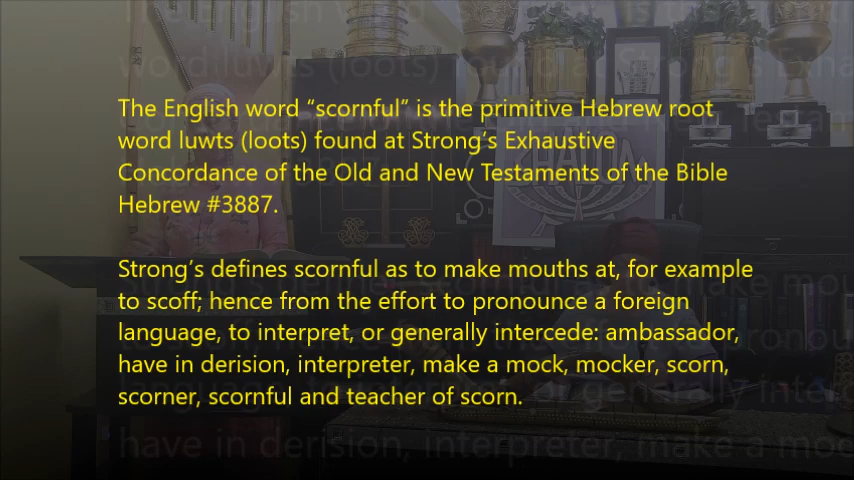 The English word “scornful” is the primitive Hebrew root
word luwts (loots) found at Strong’s Exhaustive
Concordance of the Old and New Testaments of the Bible
Hebrew #3887.
Strong’s defines scornful as to make mouths at, for example
to scoff; hence from the effort to pronounce a foreign
language, to interpret, or generally intercede: ambassador,
have in derision, interpreter, make a mock, mocker, scorn,
scorner, scornful and teacher of scorn.